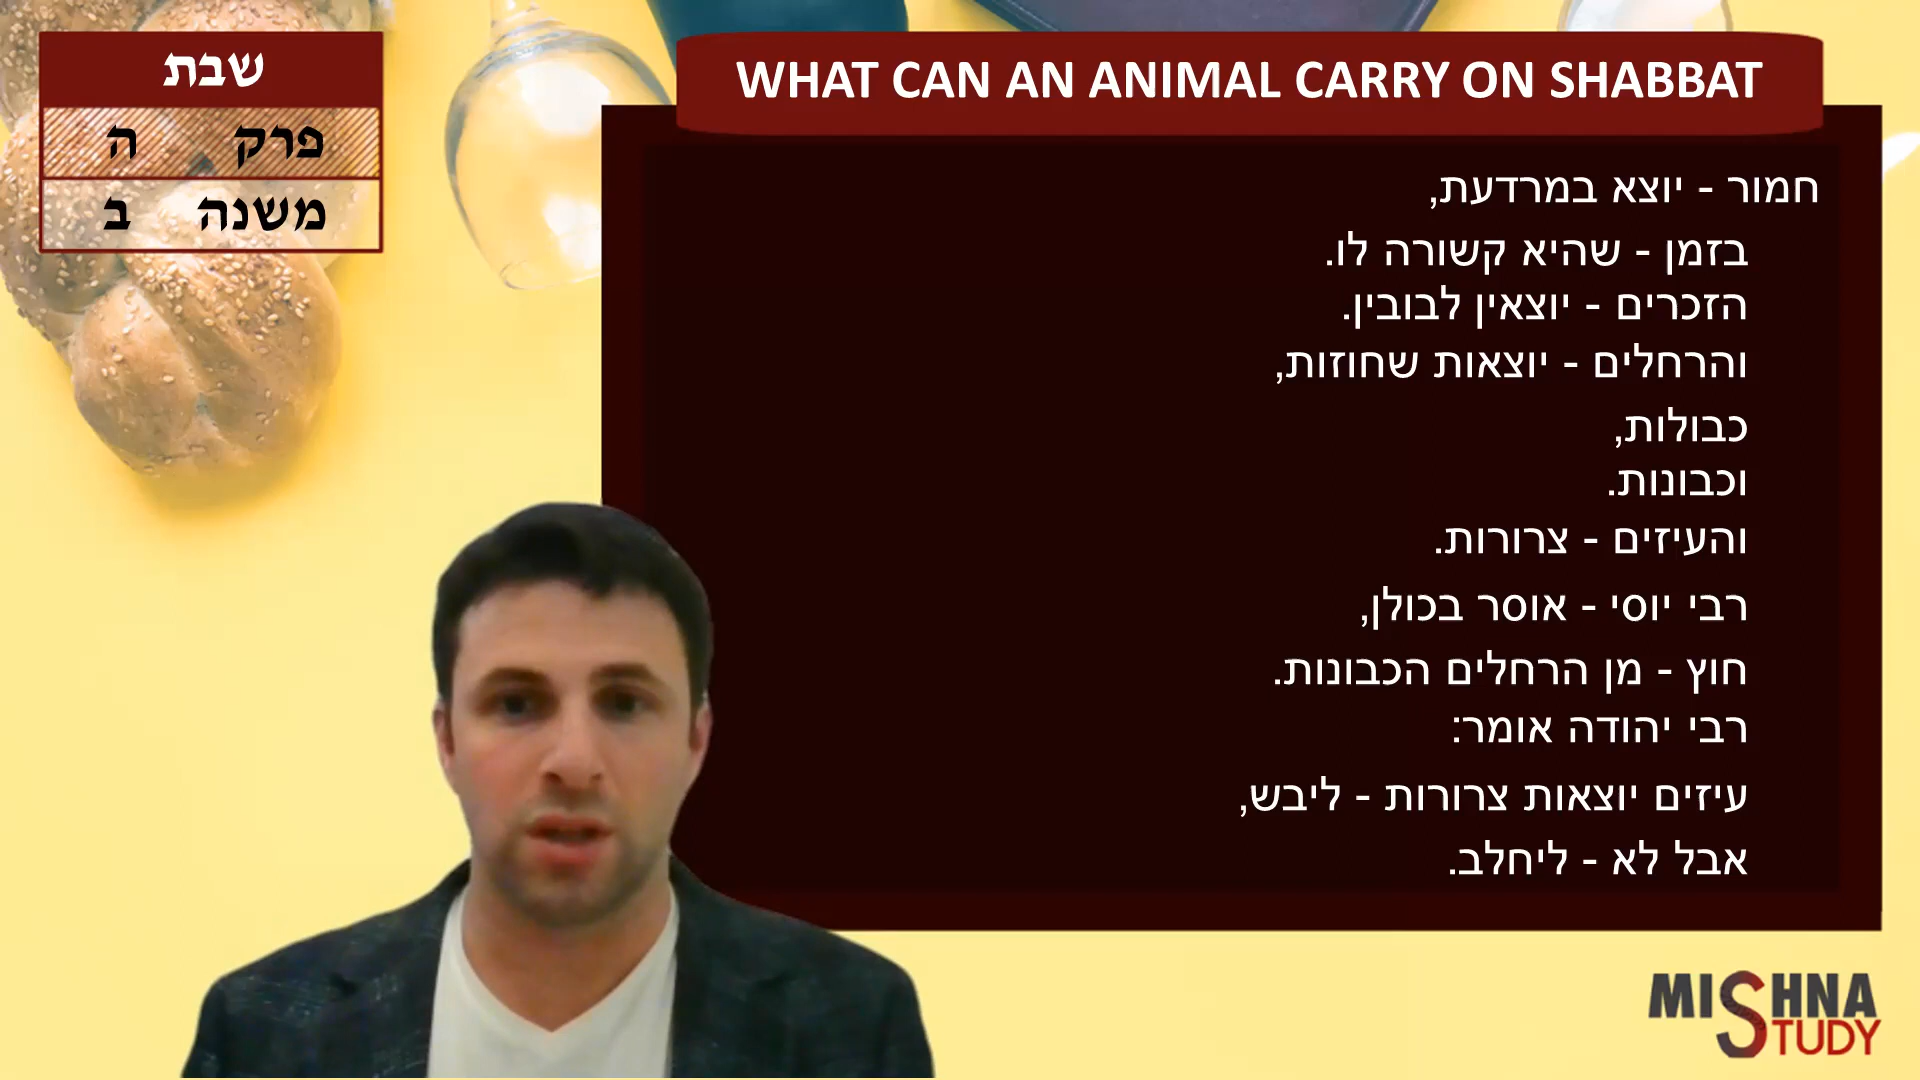 שבת
פרק ה
משנה ב
WHAT CAN AN ANIMAL CARRY ON SHABBAT
חמור - יוצא במרדעת,
בזמן - שהיא קשורה לו.
הזכרים - יוצאין לבובין.
והרחלים - יוצאות שחוזות,
כבולות,
וכבונות.
והעיזים - צרורות.
רבי יוסי - אוסר בכולן,
חוץ - מן הרחלים הכבונות.
רבי יהודה אומר:
עיזים יוצאות צרורות - ליבש,
אבל לא - ליחלב.
MISHNA
STUDY